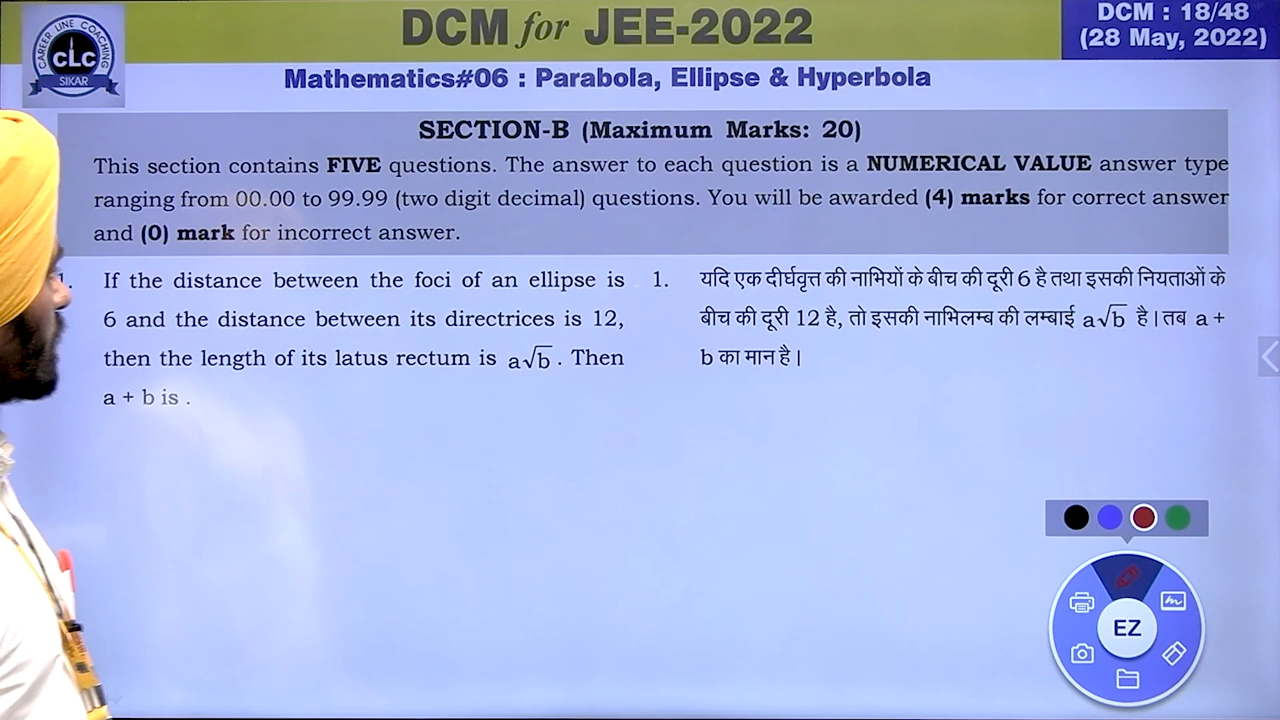 DCM for JEE-2022
DCM : 18/48
(28 May, 2022)
CAREER LINE COACHING
CLC
SIKAR
Mathematics#06 : Parabola, Ellipse & Hyperbola
SECTION-B (Maximum Marks: 20)
This section contains FIVE questions. The answer to each question is a NUMERICAL VALUE answer type
ranging from 00.00 to 99.99 (two digit decimal) questions. You will be awarded (4) marks for correct answer
and (0) mark for incorrect answer.
1. If the distance between the foci of an ellipse is
6 and the distance between its directrices is 12,
then the length of its latus rectum is a√b . Then
a + b is .
1. यदि एक दीर्घवृत्त की नाभियों के बीच की दूरी 6 है तथा इसकी नियताओं के
बीच की दूरी 12 है, तो इसकी नाभिलम्ब की लम्बाई a√b है। तब a +
b का मान है।
EZ